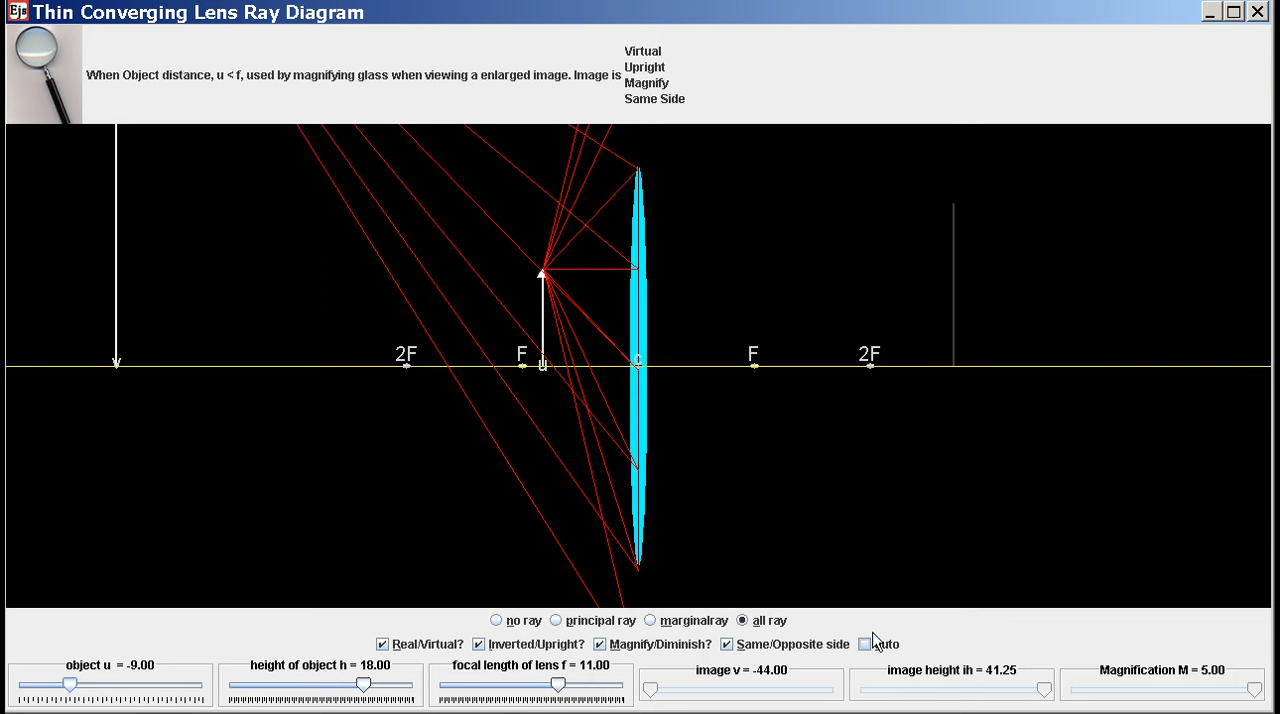 Ejs Thin Converging Lens Ray Diagram
When Object distance, u < f, used by magnifying glass when viewing a enlarged image. Image is
Virtual
Upright
Magnify
Same Side
2F F u c F 2F
v
no ray principal ray marginalray all ray
Real/Virtual? Inverted/Upright? Magnify/Diminish? Same/Opposite side
object u = -9.00 height of object h = 18.00 focal length of lens f = 11.00 image v = -44.00 image height ih = 41.25 Magnification M = 5.00